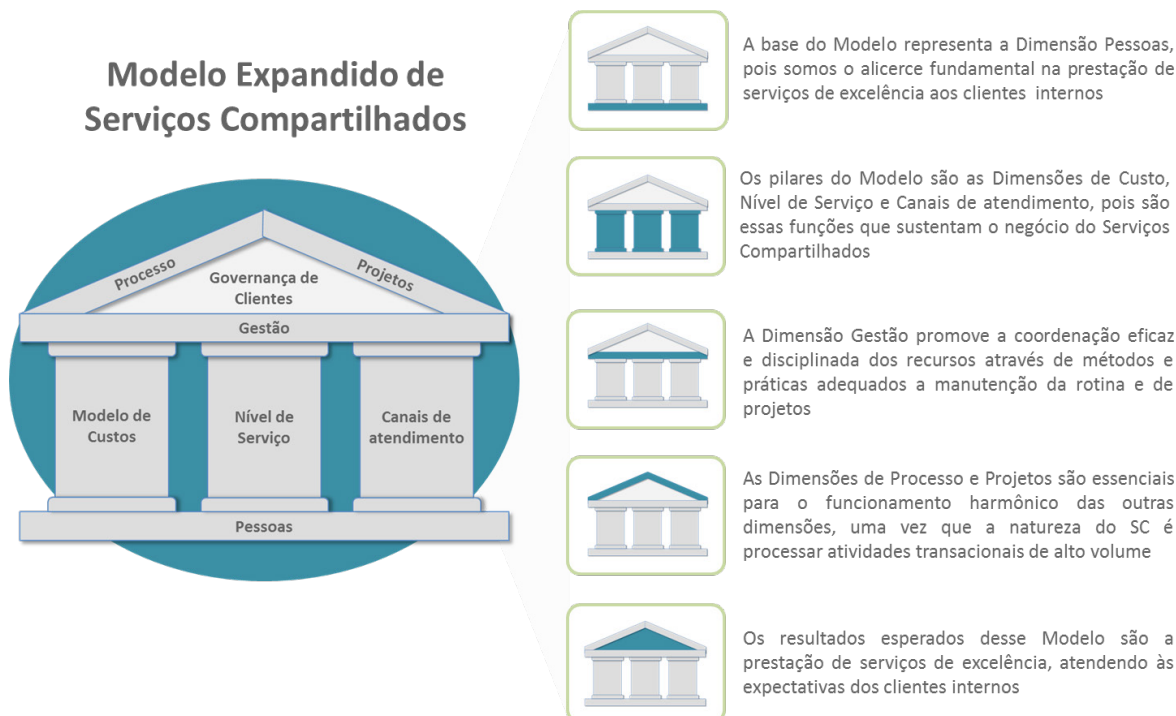 Modelo Expandido de
Serviços Compartilhados
Processo
Projetos
Governança de
Clientes
Gestão
Modelo de
Custos
Nível de
Serviço
Canais de
atendimento
Pessoas
A base do Modelo representa a Dimensão Pessoas,
pois somos o alicerce fundamental na prestação de
serviços de excelência aos clientes internos
Os pilares do Modelo são as Dimensões de Custo,
Nível de Serviço e Canais de atendimento, pois são
essas funções que sustentam o negócio do Serviços
Compartilhados
A Dimensão Gestão promove a coordenação eficaz
e disciplinada dos recursos através de métodos e
práticas adequados a manutenção da rotina e de
projetos
As Dimensões de Processo e Projetos são essenciais
para o funcionamento harmônico das outras
dimensões, uma vez que a natureza do SC é
processar atividades transacionais de alto volume
Os resultados esperados desse Modelo são a
prestação de serviços de excelência, atendendo às
expectativas dos clientes internos